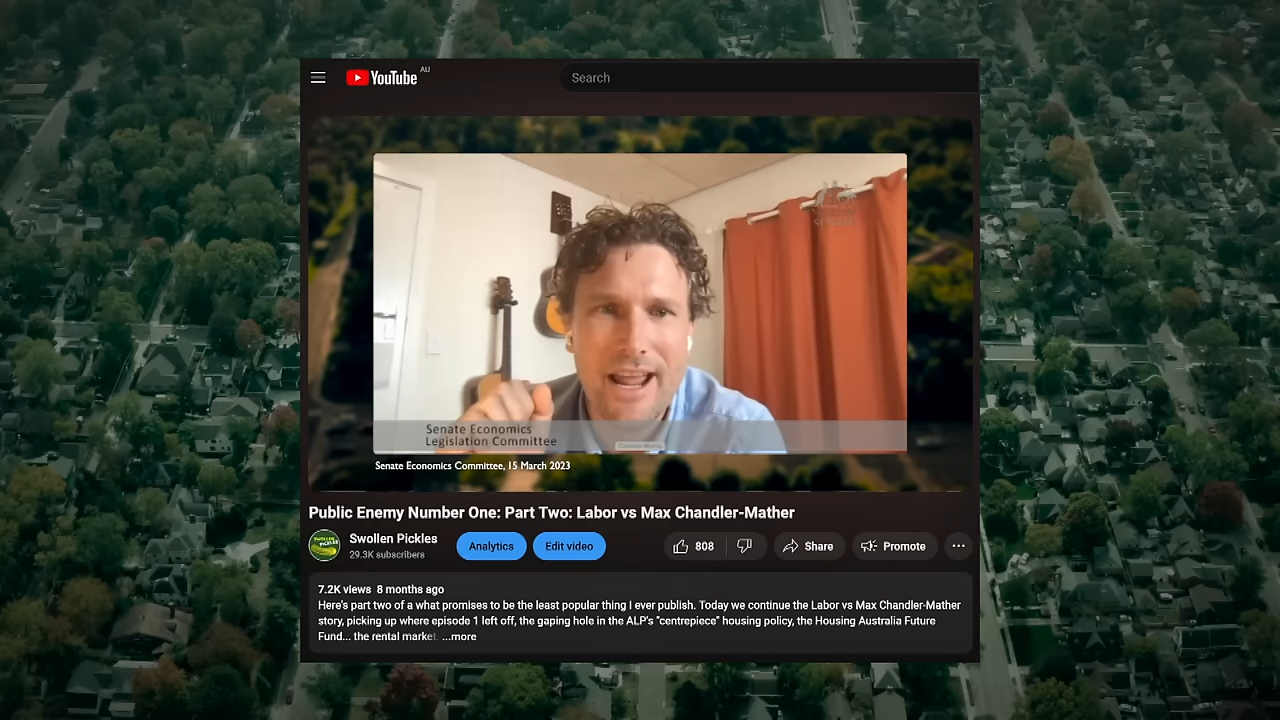 YouTube AU
Search
Senate Economics
Legislation Committee
Senate Economics Committee, 15 March 2023
Public Enemy Number One: Part Two: Labor vs Max Chandler-Mather
SWOLLEN
PICKLES
Swollen Pickles
29.3K subscribers
Analytics
Edit video
808
Share
Promote
7.2K views 8 months ago
Here's part two of a what promises to be the least popular thing I ever publish. Today we continue the Labor vs Max Chandler-Mather
story, picking up where episode 1 left off, the gaping hole in the ALP's "centrepiece" housing policy, the Housing Australia Future
Fund... the rental market ...more